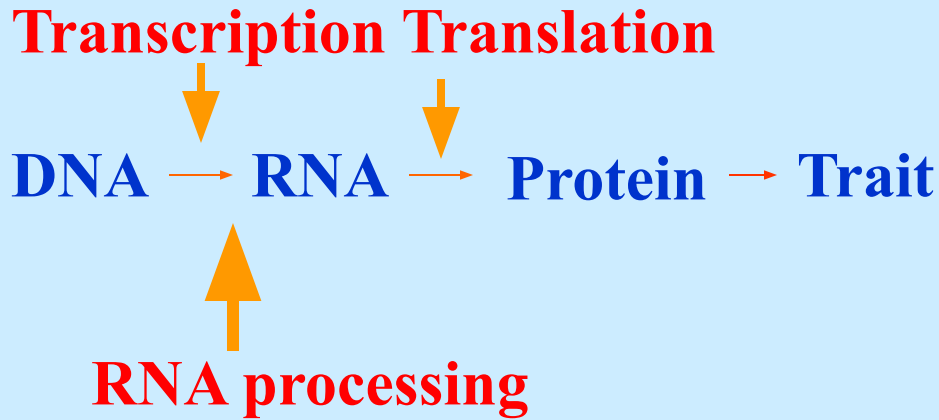 Transcription Translation
DNA RNA Protein Trait
RNA processing